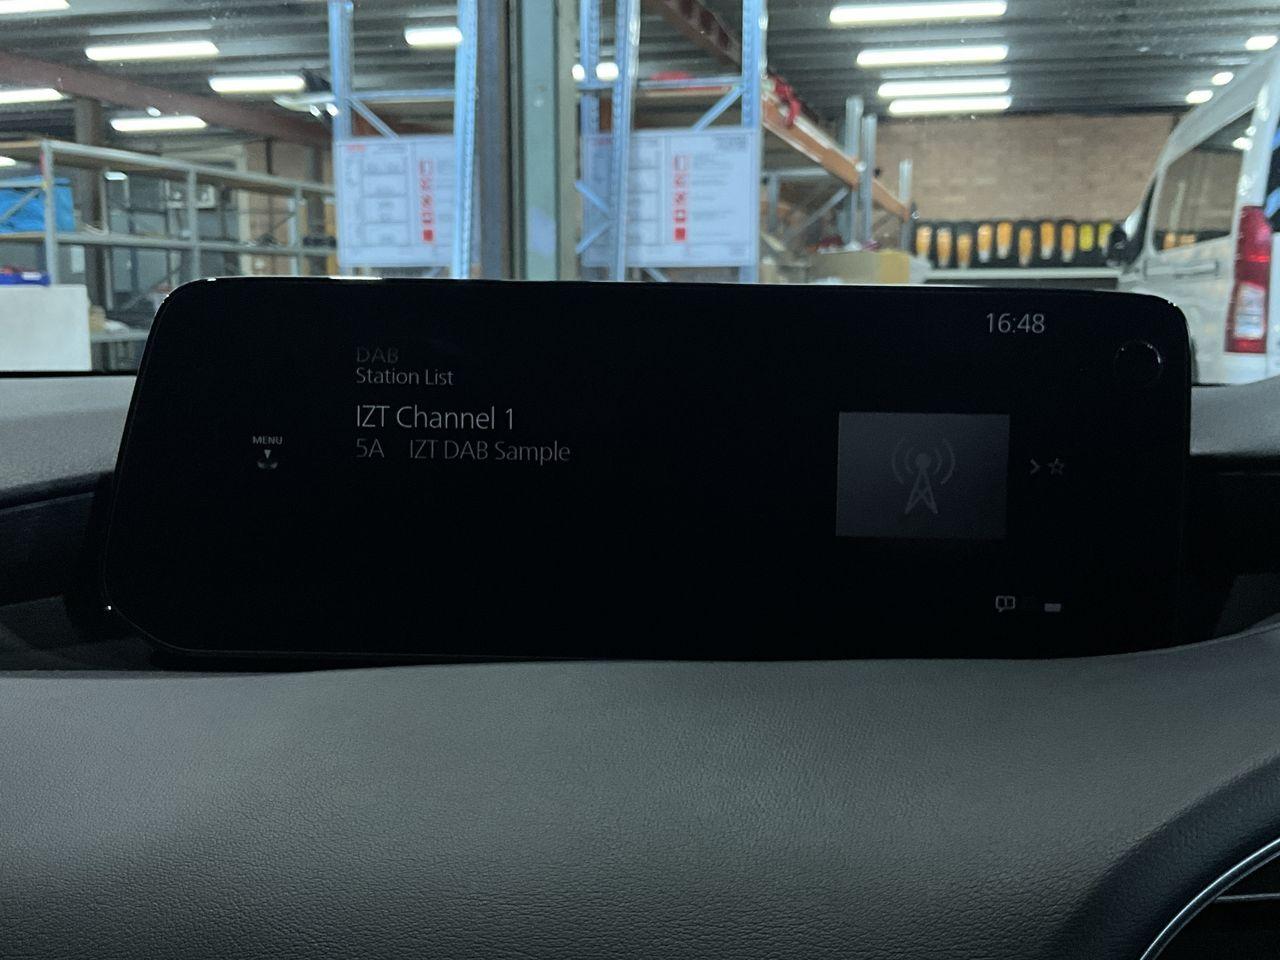 16:48
DAB
Station List
IZT Channel 1
5A IZT DAB Sample
MENU